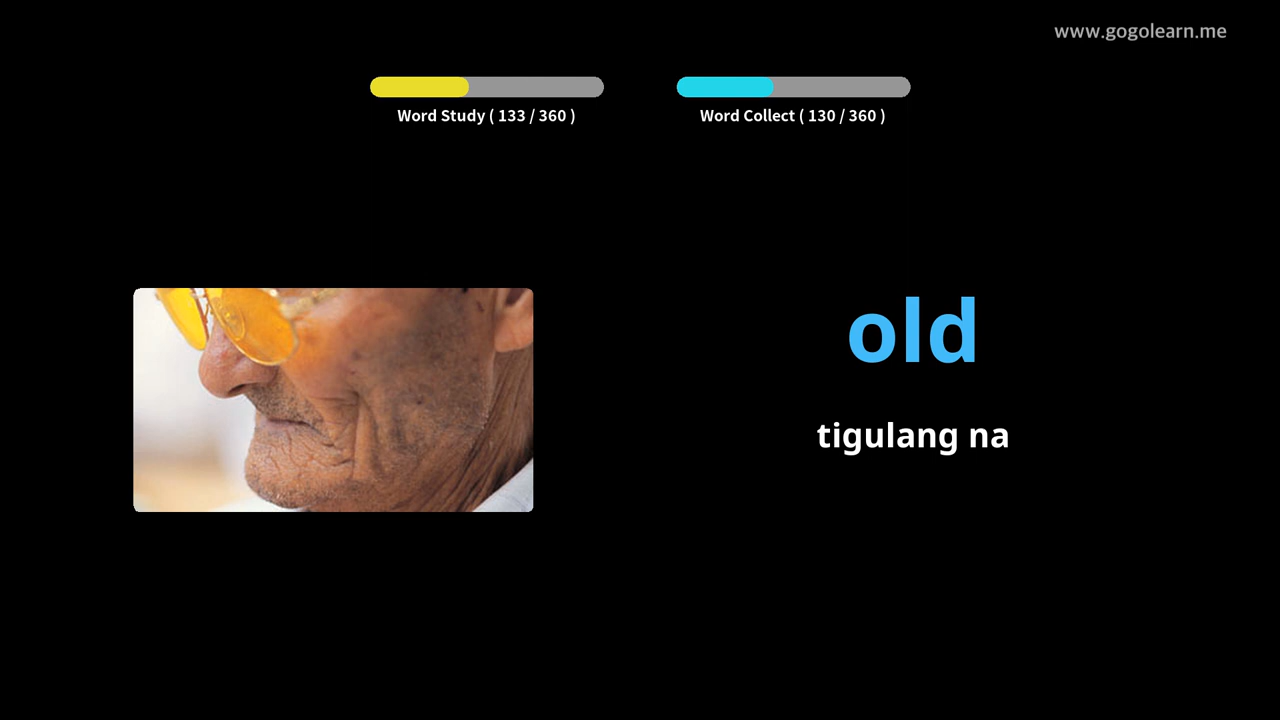 www.gogolearn.me
Word Study ( 133 / 360 )
Word Collect ( 130 / 360 )
old
tigulang na